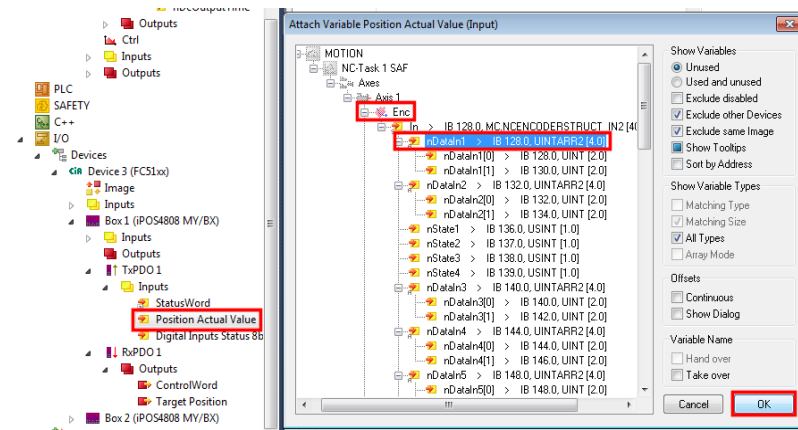 nDcOutputTime
Outputs
Ctrl
Inputs
Outputs
PLC
SAFETY
C++
I/O
Devices
Device 3 (FC51xx)
Image
Inputs
Box 1 (iPOS4808 MY/BX)
Inputs
Outputs
TxPDO 1
Inputs
StatusWord
Position Actual Value
Digital Inputs Status 8b
RxPDO 1
Outputs
ControlWord
Target Position
Box 2 (iPOS4808 MY/BX)
Attach Variable Position Actual Value (Input)
MOTION
NC-Task 1 SAF
Axes
Axis 1
Enc
In > IB 128.0, MC.NCENCODERSTRUCT_IN2 [40
nDataIn1 > IB 128.0, UINTARR2 [4.0]
nDataIn1[0] > IB 128.0, UINT [2.0]
nDataIn1[1] > IB 130.0, UINT [2.0]
nDataIn2 > IB 132.0, UINTARR2 [4.0]
nDataIn2[0] > IB 132.0, UINT [2.0]
nDataIn2[1] > IB 134.0, UINT [2.0]
nState1 > IB 136.0, USINT [1.0]
nState2 > IB 137.0, USINT [1.0]
nState3 > IB 138.0, USINT [1.0]
nState4 > IB 139.0, USINT [1.0]
nDataIn3 > IB 140.0, UINTARR2 [4.0]
nDataIn3[0] > IB 140.0, UINT [2.0]
nDataIn3[1] > IB 142.0, UINT [2.0]
nDataIn4 > IB 144.0, UINTARR2 [4.0]
nDataIn4[0] > IB 144.0, UINT [2.0]
nDataIn4[1] > IB 146.0, UINT [2.0]
nDataIn5 > IB 148.0, UINTARR2 [4.0]
nDataIn5[0] > IB 148.0, UINT [2.0]
Show Variables
Unused
Used and unused
Exclude disabled
Exclude other Devices
Exclude same Image
Show Tooltips
Sort by Address
Show Variable Types
Matching Type
Matching Size
All Types
Array Mode
Offsets
Continuous
Show Dialog
Variable Name
Hand over
Take over
Cancel
OK